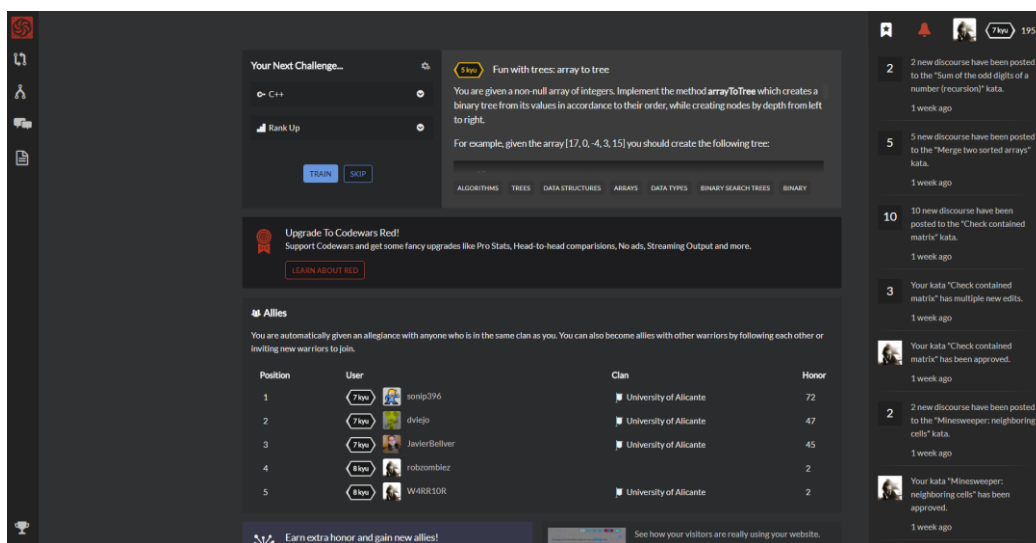 Your Next Challenge...
C++
Rank Up
TRAIN
SKIP
5 kyu
Fun with trees: array to tree
You are given a non-null array of integers. Implement the method arrayToTree which creates a
binary tree from its values in accordance to their order, while creating nodes by depth from left
to right.
For example, given the array [17, 0, -4, 3, 15] you should create the following tree:
ALGORITHMS TREES DATA STRUCTURES ARRAYS DATA TYPES BINARY SEARCH TREES BINARY
Upgrade To Codewars Red!
Support Codewars and get some fancy upgrades like Pro Stats, Head-to-head comparisions, No ads, Streaming Output and more.
LEARN ABOUT RED
Allies
You are automatically given an allegiance with anyone who is in the same clan as you. You can also become allies with other warriors by following each other or
inviting new warriors to join.
Position User Clan Honor
1 7 kyu sonip396 University of Alicante 72
2 7 kyu dviejo University of Alicante 47
3 7 kyu JavierBellver University of Alicante 45
4 8 kyu robzombiez 2
5 8 kyu W4RR10R University of Alicante 2
Earn extra honor and gain new allies!
See how your visitors are really using your website.
7 kyu 195
2
2 new discourse have been posted
to the "Sum of the odd digits of a
number (recursion)" kata.
1 week ago
5
5 new discourse have been posted
to the "Merge two sorted arrays"
kata.
1 week ago
10
10 new discourse have been
posted to the "Check contained
matrix" kata.
1 week ago
3
Your kata "Check contained
matrix" has multiple new edits.
1 week ago
Your kata "Check contained
matrix" has been approved.
1 week ago
2
2 new discourse have been posted
to the "Minesweeper: neighboring
cells" kata.
1 week ago
Your kata "Minesweeper:
neighboring cells" has been
approved.
1 week ago